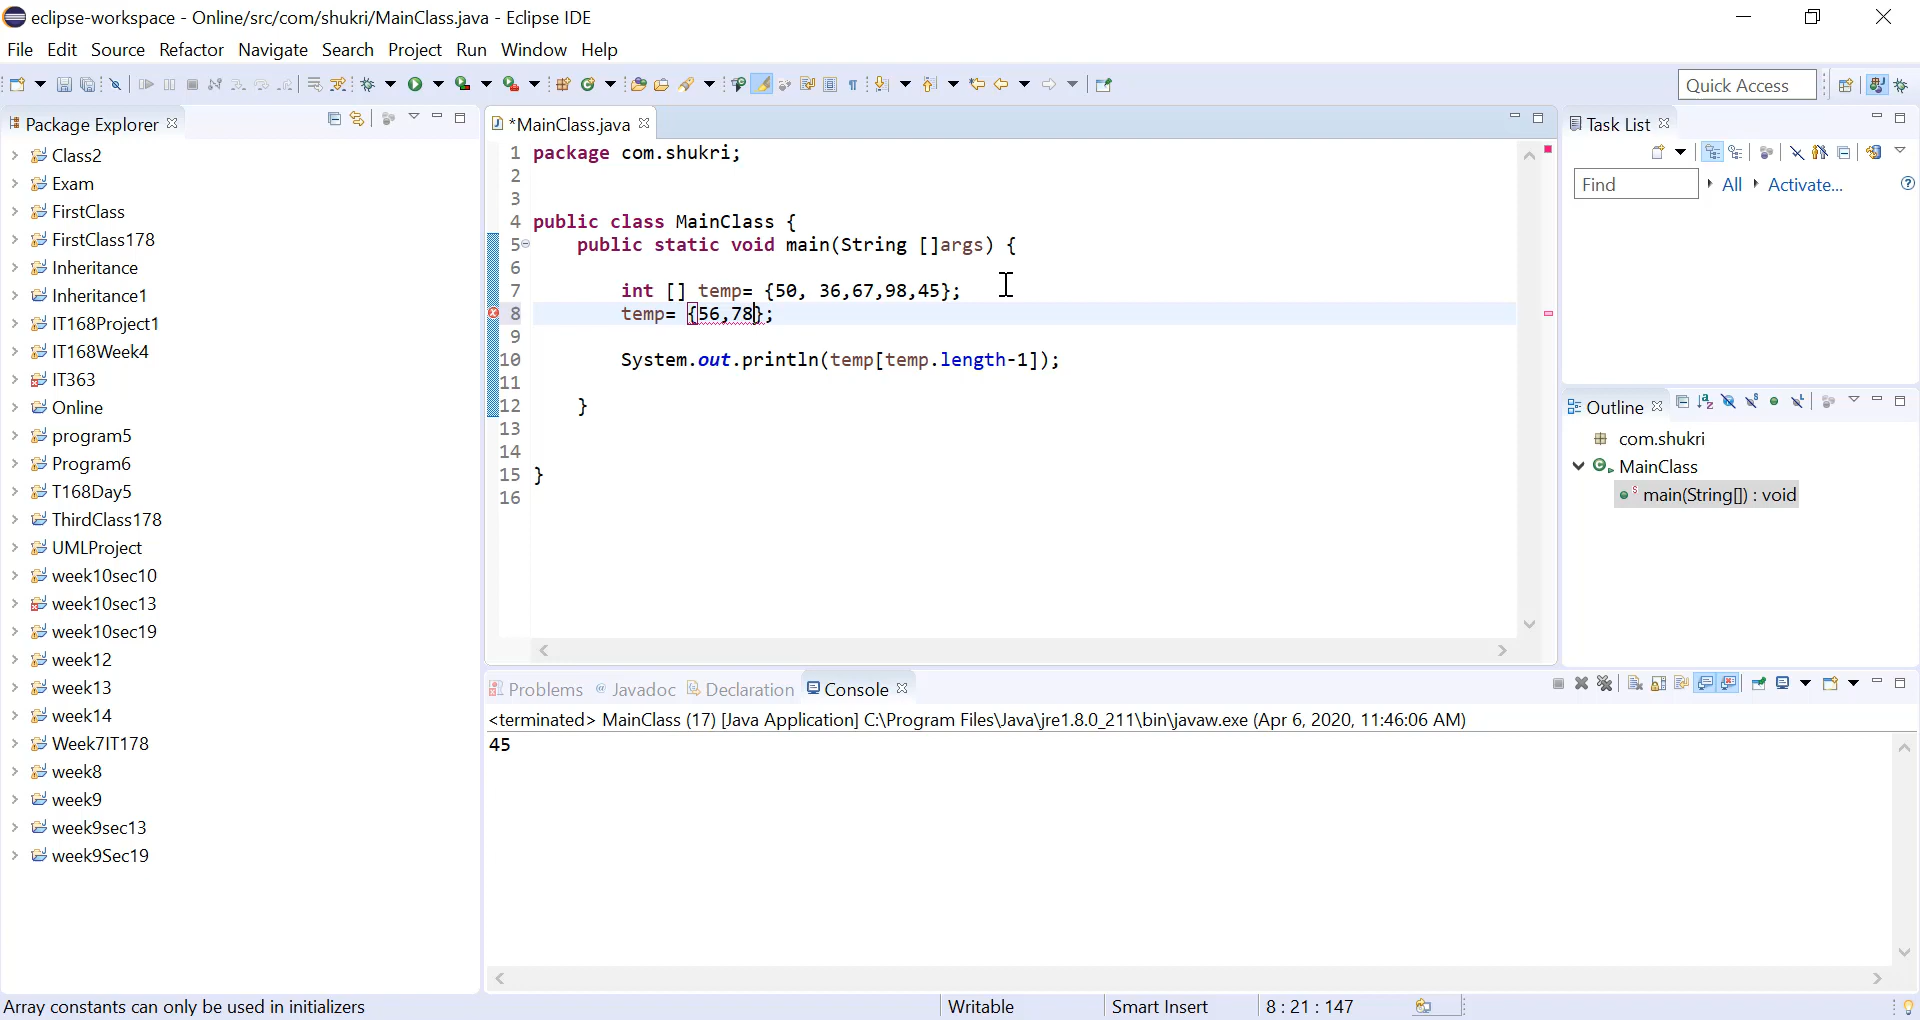 eclipse-workspace - Online/src/com/shukri/MainClass.java - Eclipse IDE
File Edit Source Refactor Navigate Search Project Run Window Help
Quick Access
Package Explorer
Class2
Exam
FirstClass
FirstClass178
Inheritance
Inheritance1
IT168Project1
IT168Week4
IT363
Online
program5
Program6
T168Day5
ThirdClass178
UMLProject
week10sec10
week10sec13
week10sec19
week12
week13
week14
Week7IT178
week8
week9
week9sec13
week9Sec19
*MainClass.java
1 package com.shukri;
2
3
4 public class MainClass {
5 public static void main(String []args) {
6
7 int [] temp= {50, 36,67,98,45};
8 temp= {56,78};
9
10 System.out.println(temp[temp.length-1]);
11
12 }
13
14
15 }
16
Task List
Find All Activate...
Outline
com.shukri
MainClass
main(String[]) : void
Problems Javadoc Declaration Console
<terminated> MainClass (17) [Java Application] C:\Program Files\Java\jre1.8.0_211\bin\javaw.exe (Apr 6, 2020, 11:46:06 AM)
45
Array constants can only be used in initializers Writable Smart Insert 8 : 21 : 147